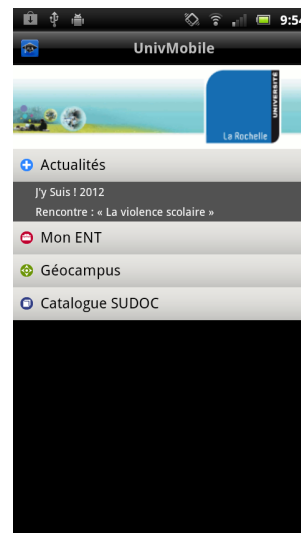 9:54
UnivMobile
UNIVERSITÉ
La Rochelle
Actualités
J'y Suis ! 2012
Rencontre : « La violence scolaire »
Mon ENT
Géocampus
Catalogue SUDOC